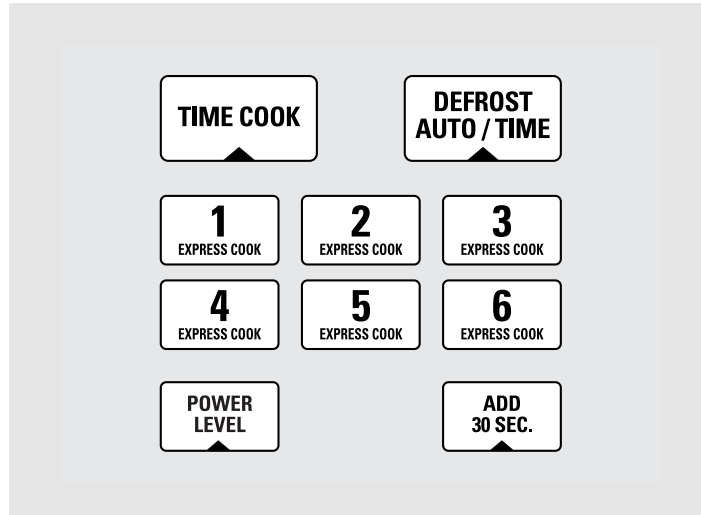 TIME COOK
DEFROST
AUTO / TIME
1
EXPRESS COOK
2
EXPRESS COOK
3
EXPRESS COOK
4
EXPRESS COOK
5
EXPRESS COOK
6
EXPRESS COOK
POWER
LEVEL
ADD
30 SEC.